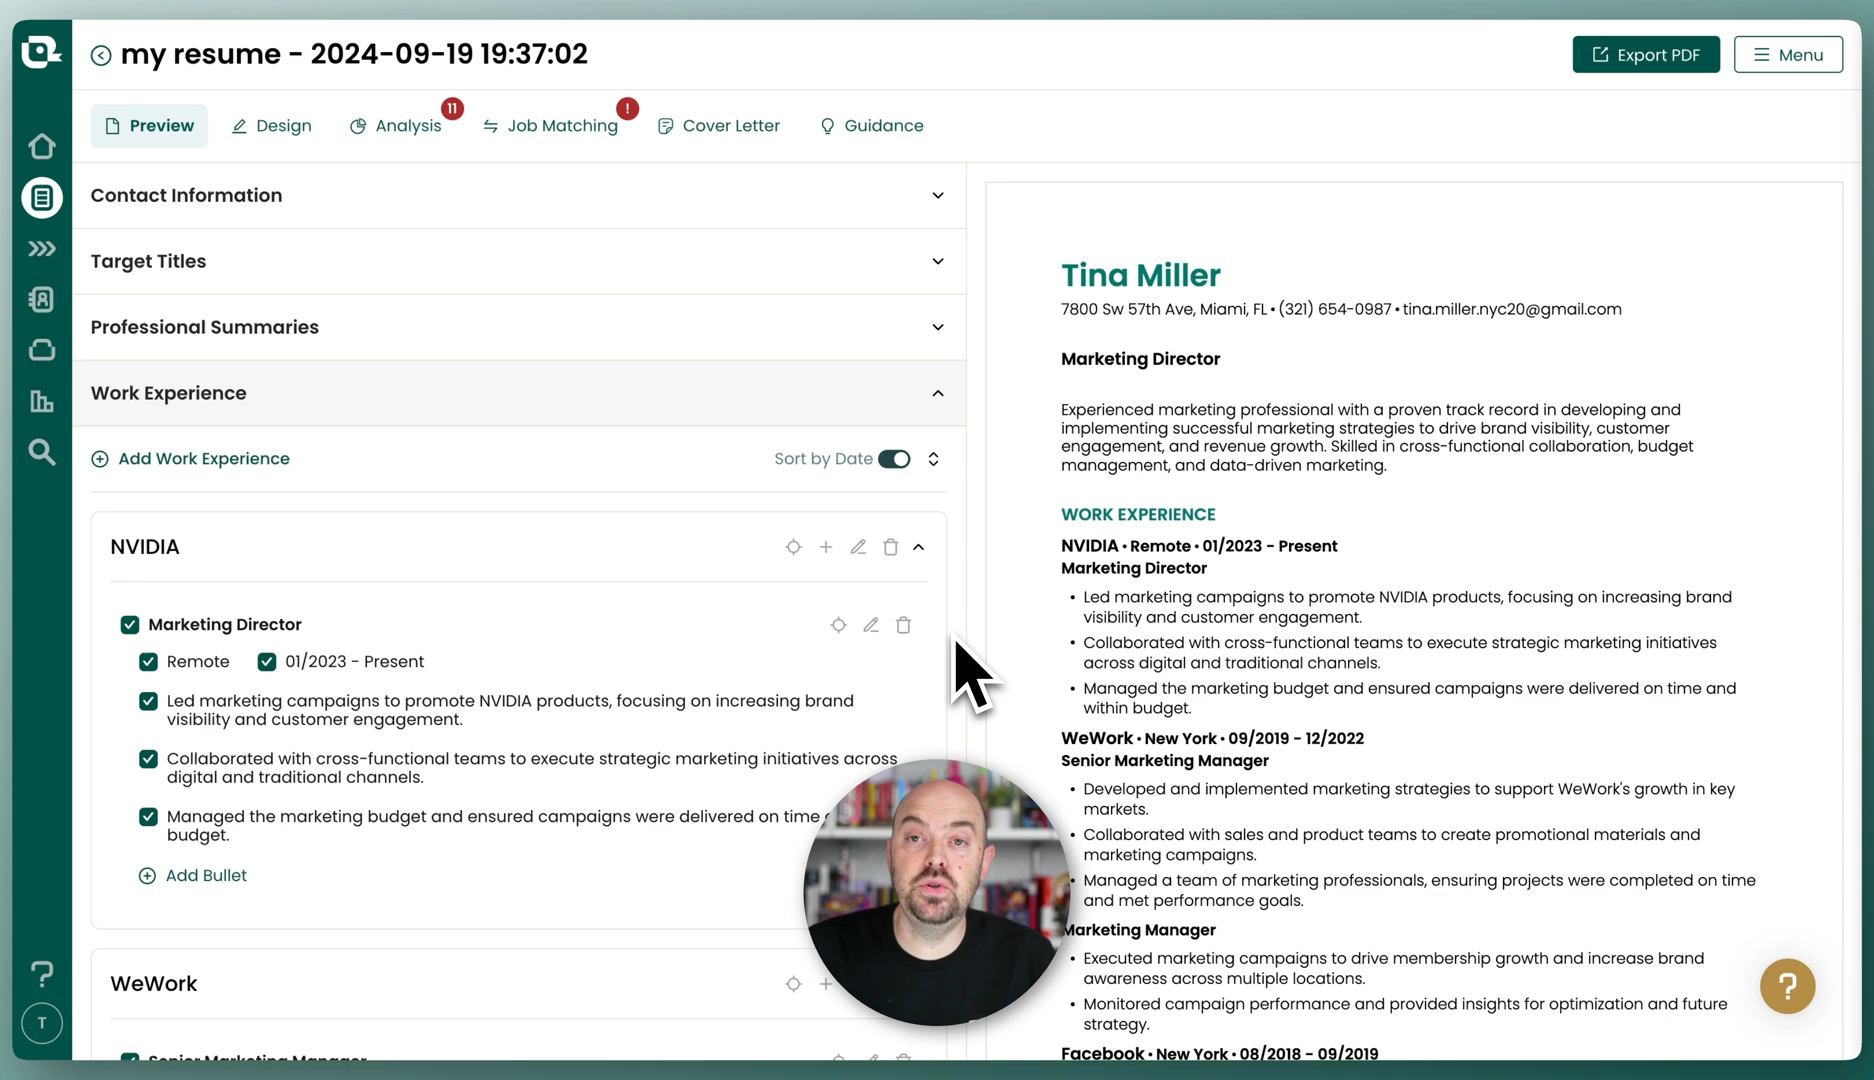 my resume - 2024-09-19 19:37:02
Export PDF
Menu
Preview
Design
Analysis
11
Job Matching
!
Cover Letter
Guidance
Contact Information
Target Titles
Professional Summaries
Work Experience
Add Work Experience
Sort by Date
NVIDIA
Marketing Director
Remote
01/2023 - Present
Led marketing campaigns to promote NVIDIA products, focusing on increasing brand
visibility and customer engagement.
Collaborated with cross-functional teams to execute strategic marketing initiatives across
digital and traditional channels.
Managed the marketing budget and ensured campaigns were delivered on time
budget.
Add Bullet
WeWork
Senior Marketing Manager
?
T
Tina Miller
7800 Sw 57th Ave, Miami, FL • (321) 654-0987 • tina.miller.nyc20@gmail.com
Marketing Director
Experienced marketing professional with a proven track record in developing and
implementing successful marketing strategies to drive brand visibility, customer
engagement, and revenue growth. Skilled in cross-functional collaboration, budget
management, and data-driven marketing.
WORK EXPERIENCE
NVIDIA • Remote • 01/2023 - Present
Marketing Director
• Led marketing campaigns to promote NVIDIA products, focusing on increasing brand
visibility and customer engagement.
• Collaborated with cross-functional teams to execute strategic marketing initiatives
across digital and traditional channels.
• Managed the marketing budget and ensured campaigns were delivered on time and
within budget.
WeWork • New York • 09/2019 - 12/2022
Senior Marketing Manager
• Developed and implemented marketing strategies to support WeWork's growth in key
markets.
• Collaborated with sales and product teams to create promotional materials and
marketing campaigns.
• Managed a team of marketing professionals, ensuring projects were completed on time
and met performance goals.
Marketing Manager
• Executed marketing campaigns to drive membership growth and increase brand
awareness across multiple locations.
• Monitored campaign performance and provided insights for optimization and future
strategy.
Facebook • New York • 08/2018 - 09/2019
?